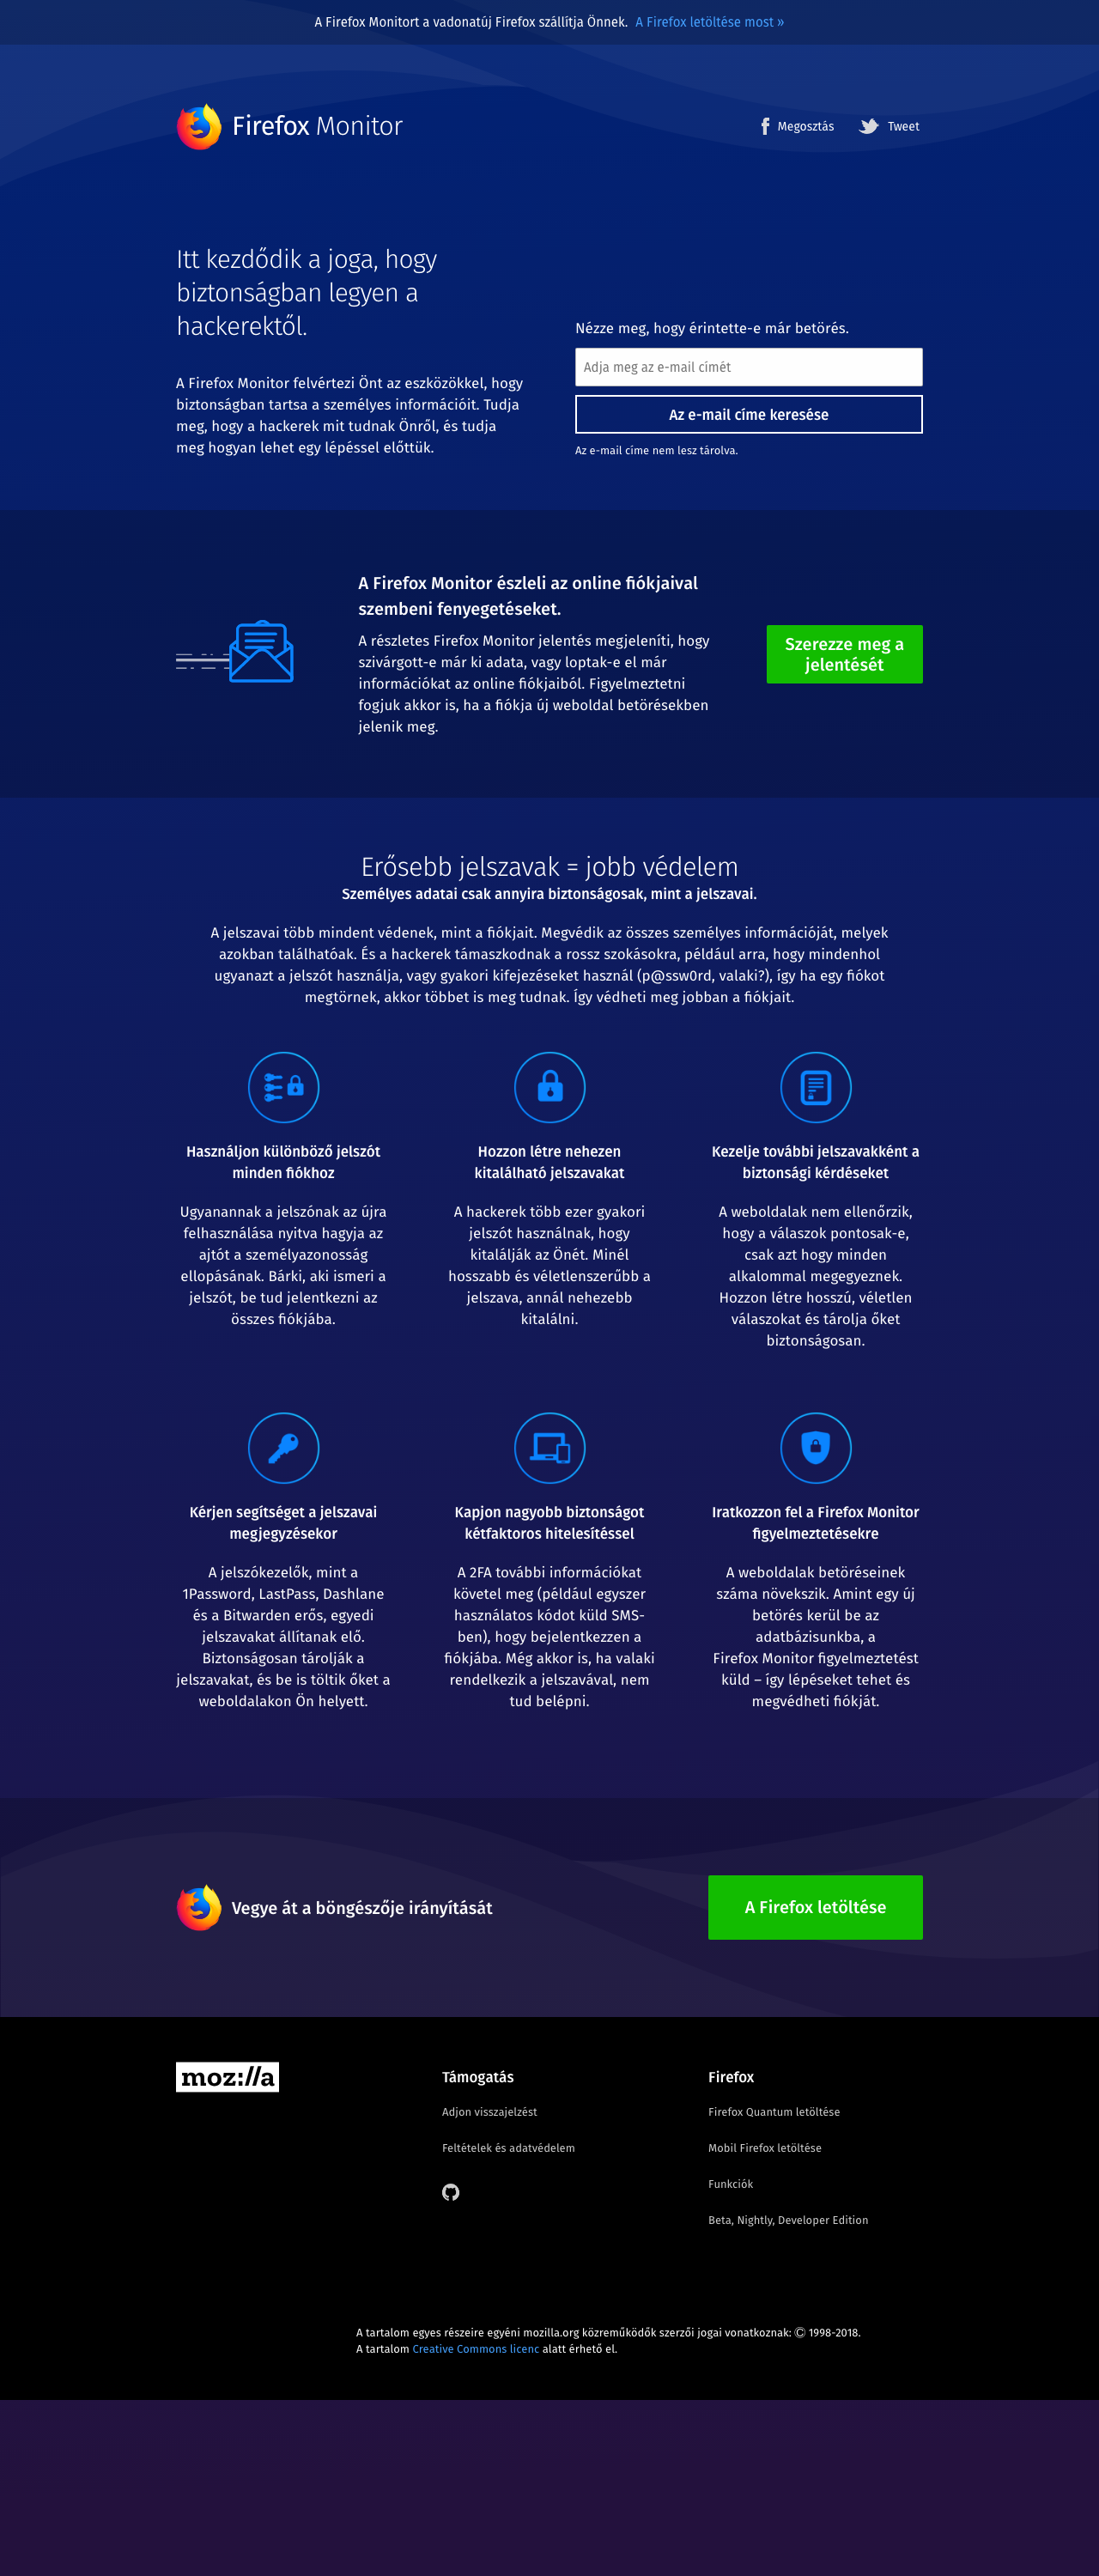 A Firefox Monitort a vadonatúj Firefox szállítja Önnek. A Firefox letöltése most »
Firefox Monitor
Megosztás
Tweet
Itt kezdődik a joga, hogy
biztonságban legyen a
hackerektől.
A Firefox Monitor felvértezi Önt az eszközökkel, hogy
biztonságban tartsa a személyes információit. Tudja
meg, hogy a hackerek mit tudnak Önről, és tudja
meg hogyan lehet egy lépéssel előttük.
Nézze meg, hogy érintette-e már betörés.
Adja meg az e-mail címét
Az e-mail címe keresése
Az e-mail címe nem lesz tárolva.
A Firefox Monitor észleli az online fiókjaival
szembeni fenyegetéseket.
A részletes Firefox Monitor jelentés megjeleníti, hogy
szivárgott-e már ki adata, vagy loptak-e el már
információkat az online fiókjaiból. Figyelmeztetni
fogjuk akkor is, ha a fiókja új weboldal betörésekben
jelenik meg.
Szerezze meg a
jelentését
Erősebb jelszavak = jobb védelem
Személyes adatai csak annyira biztonságosak, mint a jelszavai.
A jelszavai több mindent védenek, mint a fiókjait. Megvédik az összes személyes információját, melyek
azokban találhatóak. És a hackerek támaszkodnak a rossz szokásokra, például arra, hogy mindenhol
ugyanazt a jelszót használja, vagy gyakori kifejezéseket használ (p@ssw0rd, valaki?), így ha egy fiókot
megtörnek, akkor többet is meg tudnak. Így védheti meg jobban a fiókjait.
Használjon különböző jelszót
minden fiókhoz
Ugyanannak a jelszónak az újra
felhasználása nyitva hagyja az
ajtót a személyazonosság
ellopásának. Bárki, aki ismeri a
jelszót, be tud jelentkezni az
összes fiókjába.
Hozzon létre nehezen
kitalálható jelszavakat
A hackerek több ezer gyakori
jelszót használnak, hogy
kitalálják az Önét. Minél
hosszabb és véletlenszerűbb a
jelszava, annál nehezebb
kitalálni.
Kezelje további jelszavakként a
biztonsági kérdéseket
A weboldalak nem ellenőrzik,
hogy a válaszok pontosak-e,
csak azt hogy minden
alkalommal megegyeznek.
Hozzon létre hosszú, véletlen
válaszokat és tárolja őket
biztonságosan.
Kérjen segítséget a jelszavai
megjegyzésekor
A jelszókezelők, mint a
1Password, LastPass, Dashlane
és a Bitwarden erős, egyedi
jelszavakat állítanak elő.
Biztonságosan tárolják a
jelszavakat, és be is töltik őket a
weboldalakon Ön helyett.
Kapjon nagyobb biztonságot
kétfaktoros hitelesítéssel
A 2FA további információkat
követel meg (például egyszer
használatos kódot küld SMS-
ben), hogy bejelentkezzen a
fiókjába. Még akkor is, ha valaki
rendelkezik a jelszavával, nem
tud belépni.
Iratkozzon fel a Firefox Monitor
figyelmeztetésekre
A weboldalak betöréseinek
száma növekszik. Amint egy új
betörés kerül be az
adatbázisunkba, a
Firefox Monitor figyelmeztetést
küld – így lépéseket tehet és
megvédheti fiókját.
Vegye át a böngészője irányítását
A Firefox letöltése
moz://a
Támogatás
Adjon visszajelzést
Feltételek és adatvédelem
Firefox
Firefox Quantum letöltése
Mobil Firefox letöltése
Funkciók
Beta, Nightly, Developer Edition
A tartalom egyes részeire egyéni mozilla.org közreműködők szerzői jogai vonatkoznak: © 1998-2018.
A tartalom Creative Commons licenc alatt érhető el.